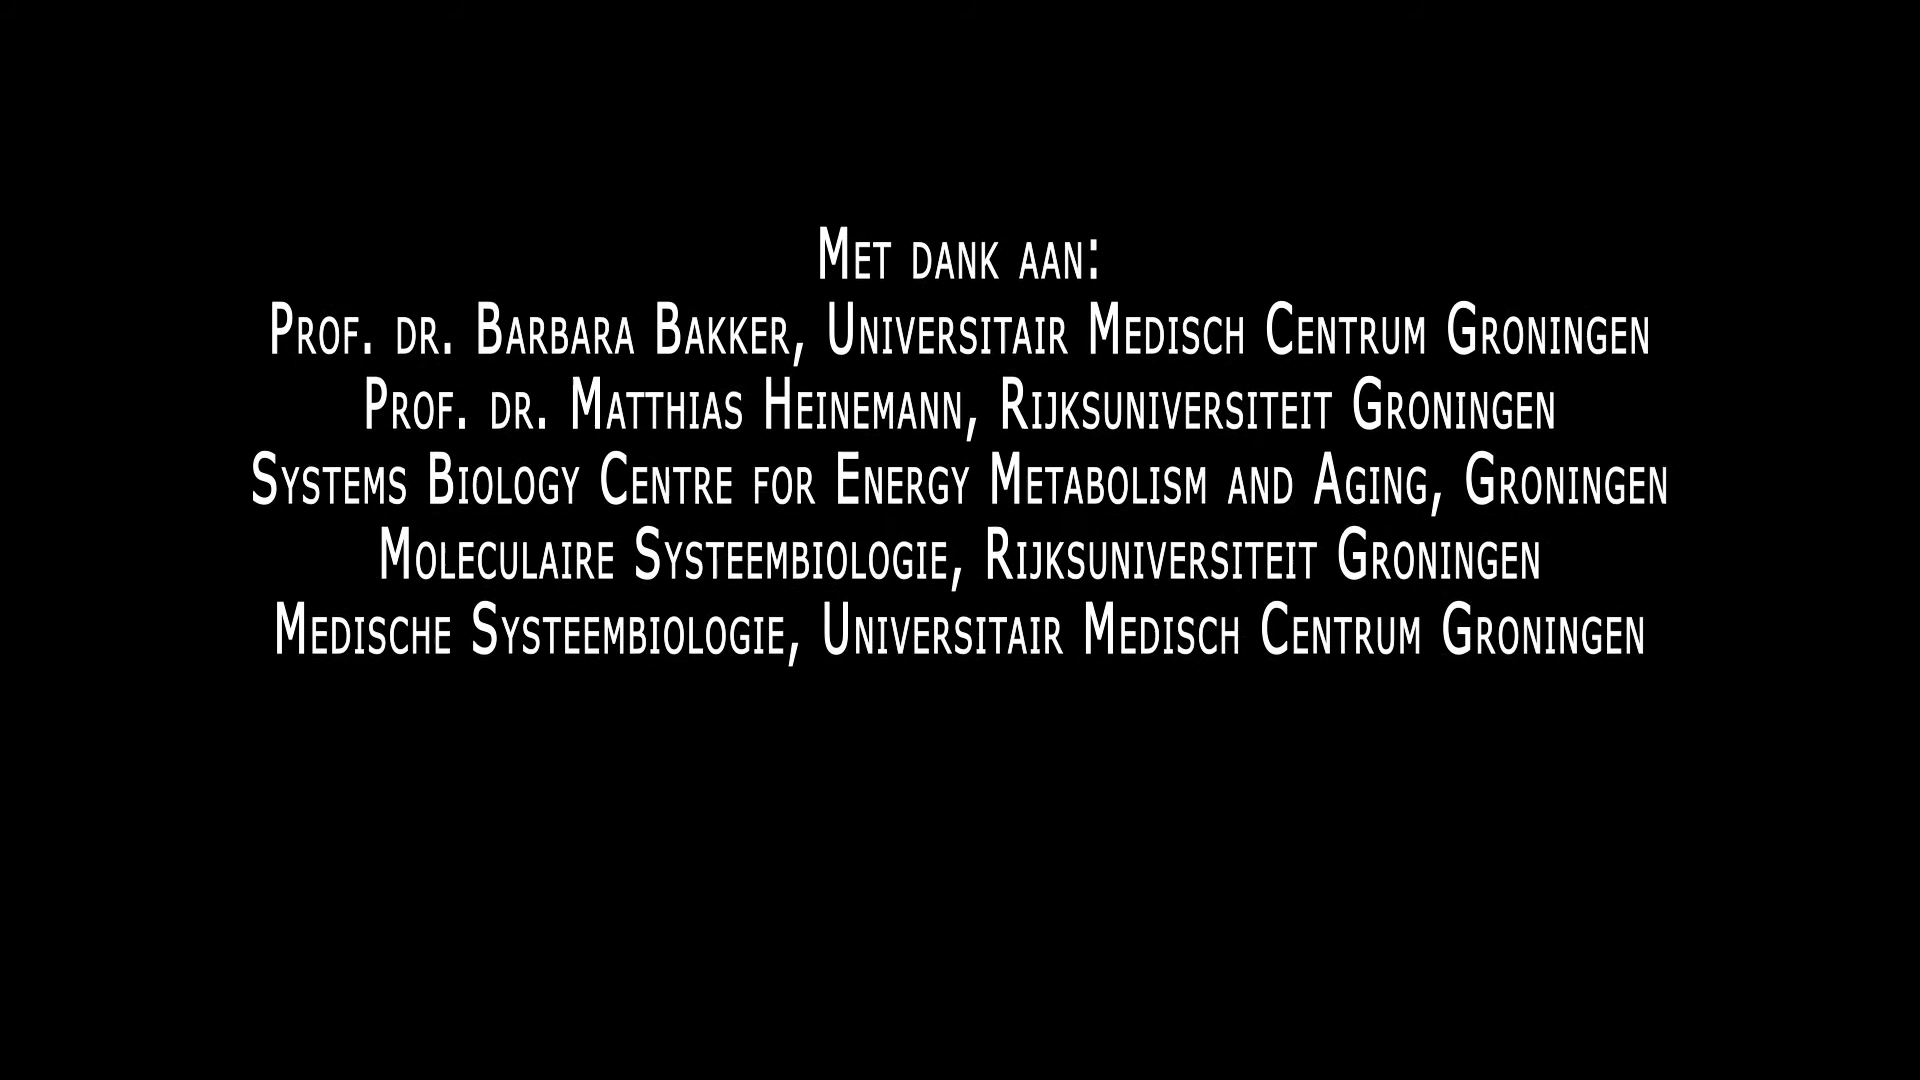 Met dank aan:
Prof. dr. Barbara Bakker, Universitair Medisch Centrum Groningen
Prof. dr. Matthias Heinemann, Rijksuniversiteit Groningen
Systems Biology Centre for Energy Metabolism and Aging, Groningen
Moleculaire Systeembiologie, Rijksuniversiteit Groningen
Medische Systeembiologie, Universitair Medisch Centrum Groningen